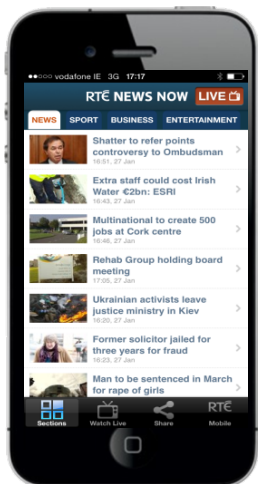 vodafone IE 3G 17:17
RTÉ NEWS NOW LIVE
NEWS SPORT BUSINESS ENTERTAINMENT
Shatter to refer points
controversy to Ombudsman
16:51, 27 Jan
Extra staff could cost Irish
Water €2bn: ESRI
16:43, 27 Jan
Multinational to create 500
jobs at Cork centre
16:46, 27 Jan
Rehab Group holding board
meeting
17:05, 27 Jan
Ukrainian activists leave
justice ministry in Kiev
16:20, 27 Jan
Former solicitor jailed for
three years for fraud
16:23, 27 Jan
Man to be sentenced in March
for rape of girls
Sections Watch Live Share RTÉ Mobile